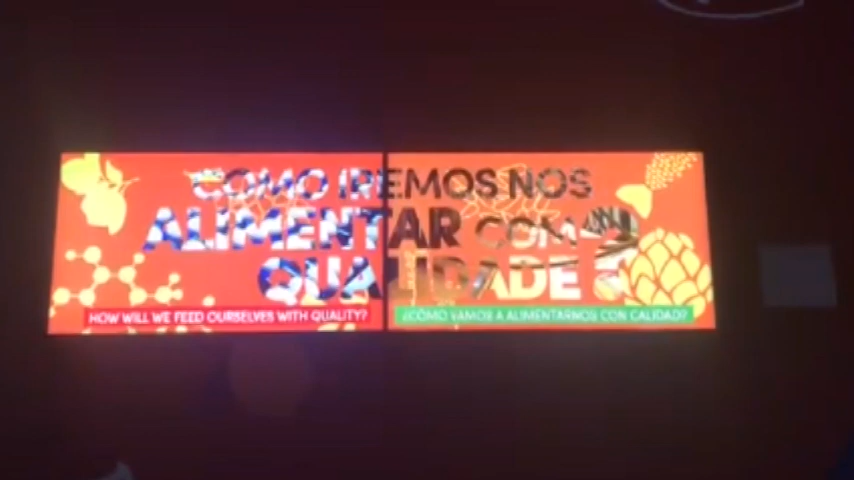 COMO IREMOS NOS
ALIMENTAR COM
QUALIDADE
HOW WILL WE FEED OURSELVES WITH QUALITY?
¿CÓMO VAMOS A ALIMENTARNOS CON CALIDAD?